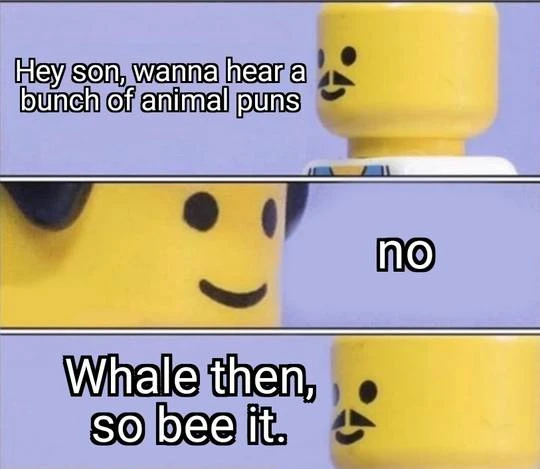 Hey son, wanna hear a
bunch of animal puns
no
Whale then,
so bee it.